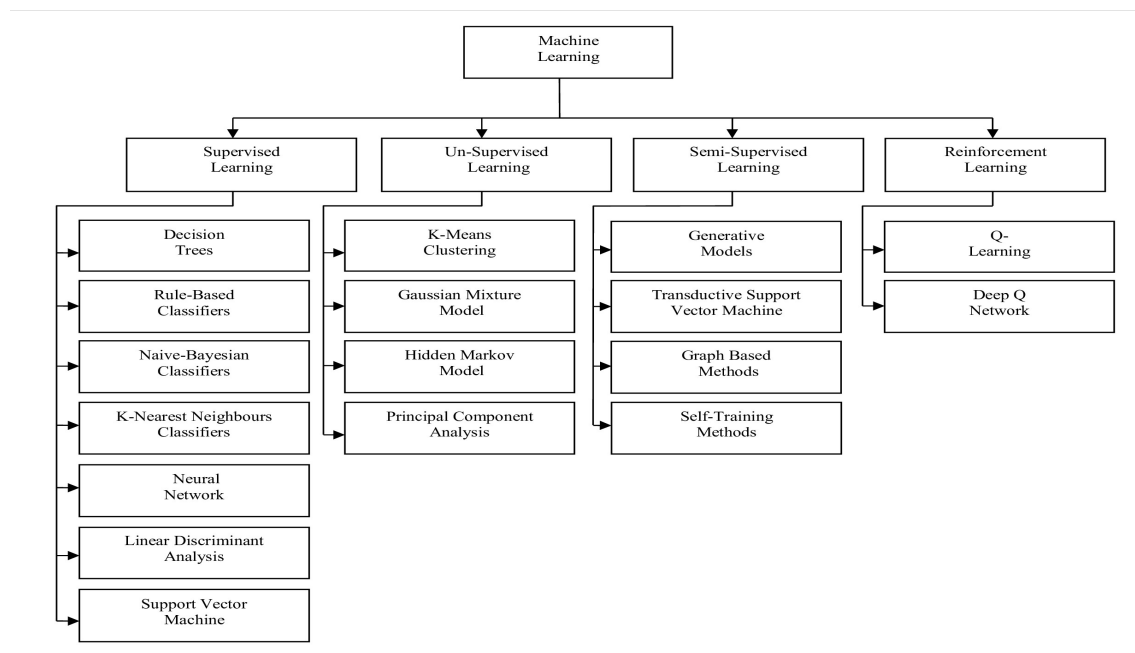 Machine
Learning
Supervised
Learning
Un-Supervised
Learning
Semi-Supervised
Learning
Reinforcement
Learning
Decision
Trees
Rule-Based
Classifiers
Naive-Bayesian
Classifiers
K-Nearest Neighbours
Classifiers
Neural
Network
Linear Discriminant
Analysis
Support Vector
Machine
K-Means
Clustering
Gaussian Mixture
Model
Hidden Markov
Model
Principal Component
Analysis
Generative
Models
Transductive Support
Vector Machine
Graph Based
Methods
Self-Training
Methods
Q-
Learning
Deep Q
Network